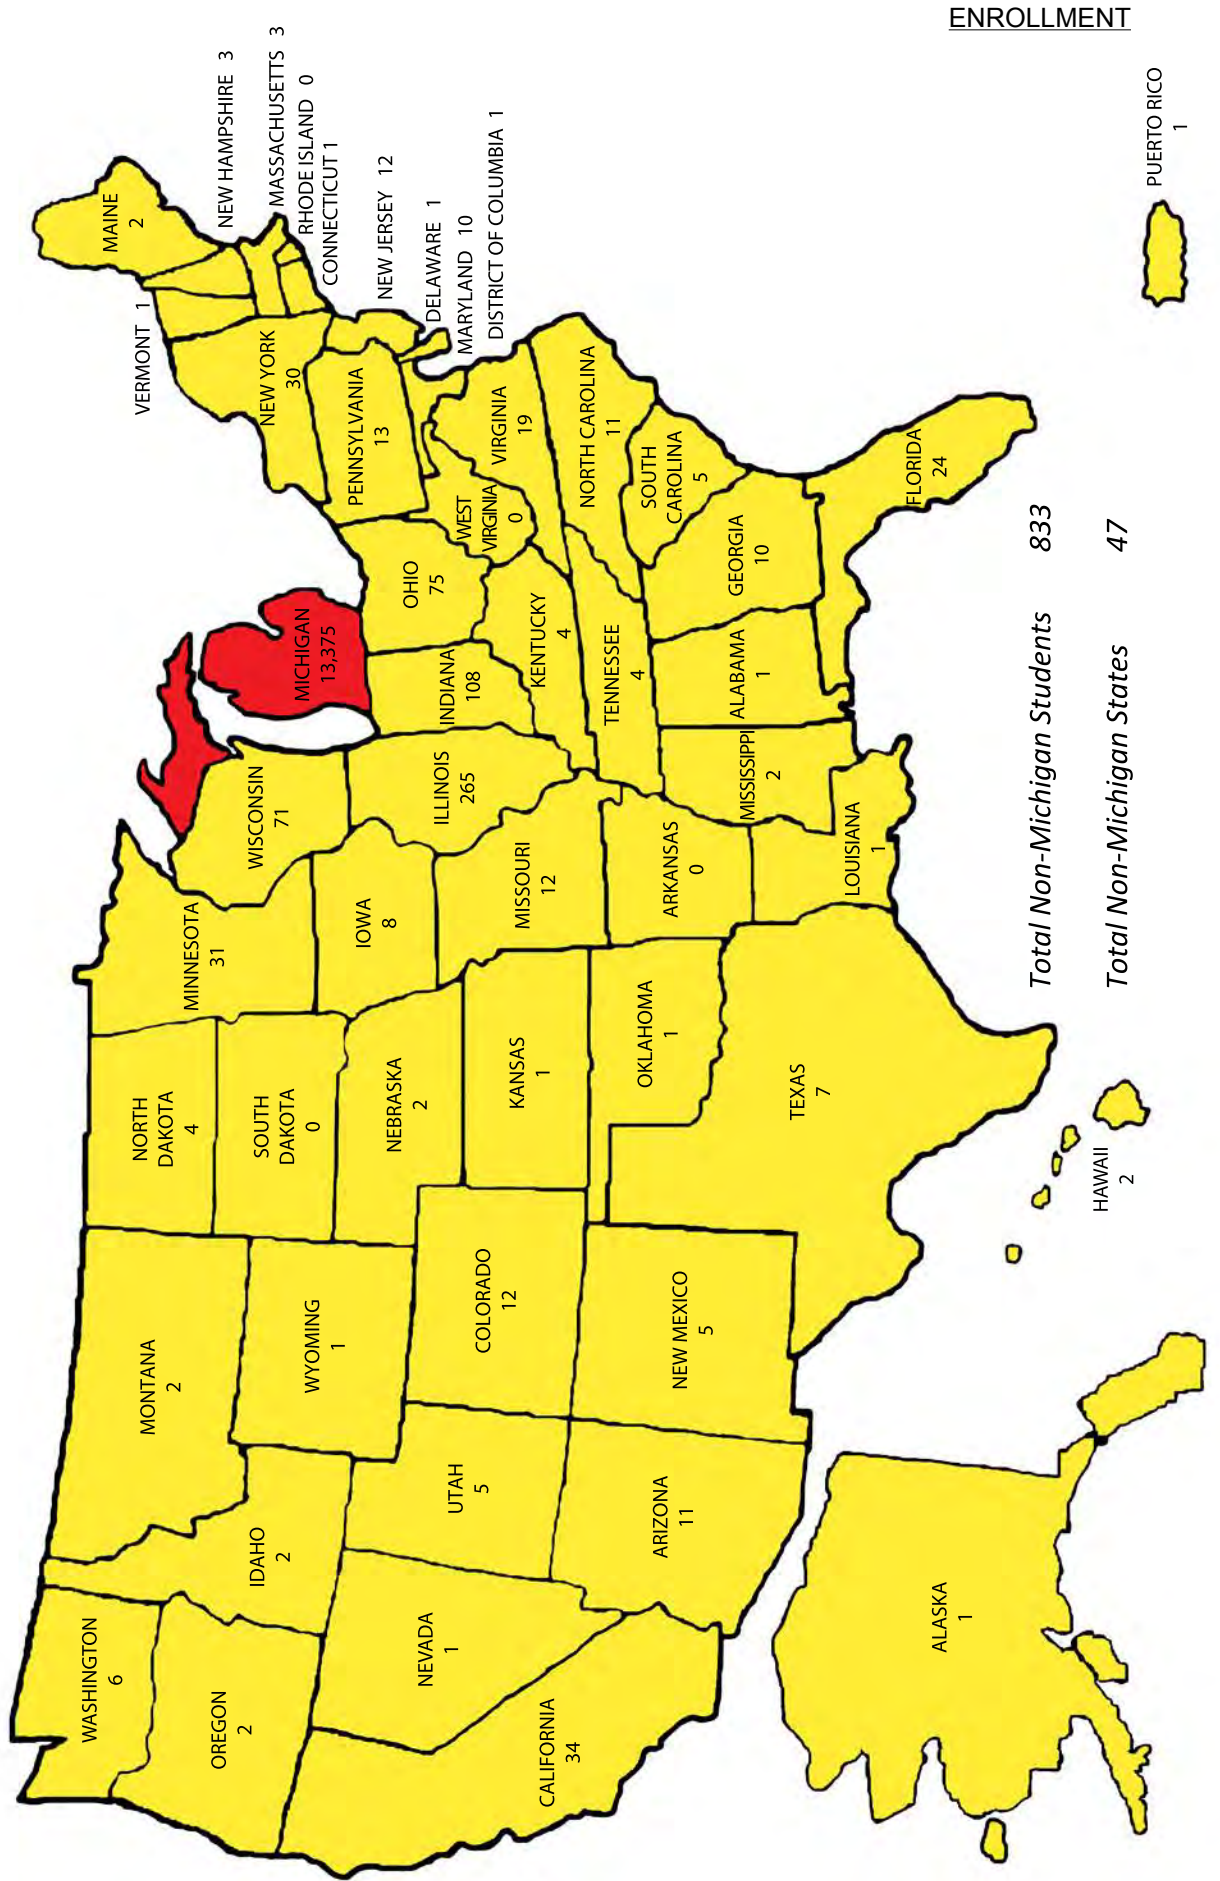 ENROLLMENT
WASHINGTON
6
OREGON
2
CALIFORNIA
34
NEVADA
1
IDAHO
2
MONTANA
2
WYOMING
1
UTAH
5
ARIZONA
11
COLORADO
12
NEW MEXICO
5
NORTH
DAKOTA
4
SOUTH
DAKOTA
0
NEBRASKA
2
KANSAS
1
OKLAHOMA
1
TEXAS
7
MINNESOTA
31
IOWA
8
MISSOURI
12
ARKANSAS
0
LOUISIANA
1
WISCONSIN
71
ILLINOIS
265
MICHIGAN
13,375
INDIANA
108
OHIO
75
KENTUCKY
4
TENNESSEE
4
MISSISSIPPI
2
ALABAMA
1
GEORGIA
10
FLORIDA
24
SOUTH
CAROLINA
5
NORTH CAROLINA
11
VIRGINIA
19
WEST
VIRGINIA
0
PENNSYLVANIA
13
NEW YORK
30
VERMONT 1
MAINE
2
NEW HAMPSHIRE 3
MASSACHUSETTS 3
RHODE ISLAND 0
CONNECTICUT 1
NEW JERSEY 12
DELAWARE 1
MARYLAND 10
DISTRICT OF COLUMBIA 1
ALASKA
1
HAWAII
2
PUERTO RICO
1
Total Non-Michigan Students 833
Total Non-Michigan States 47